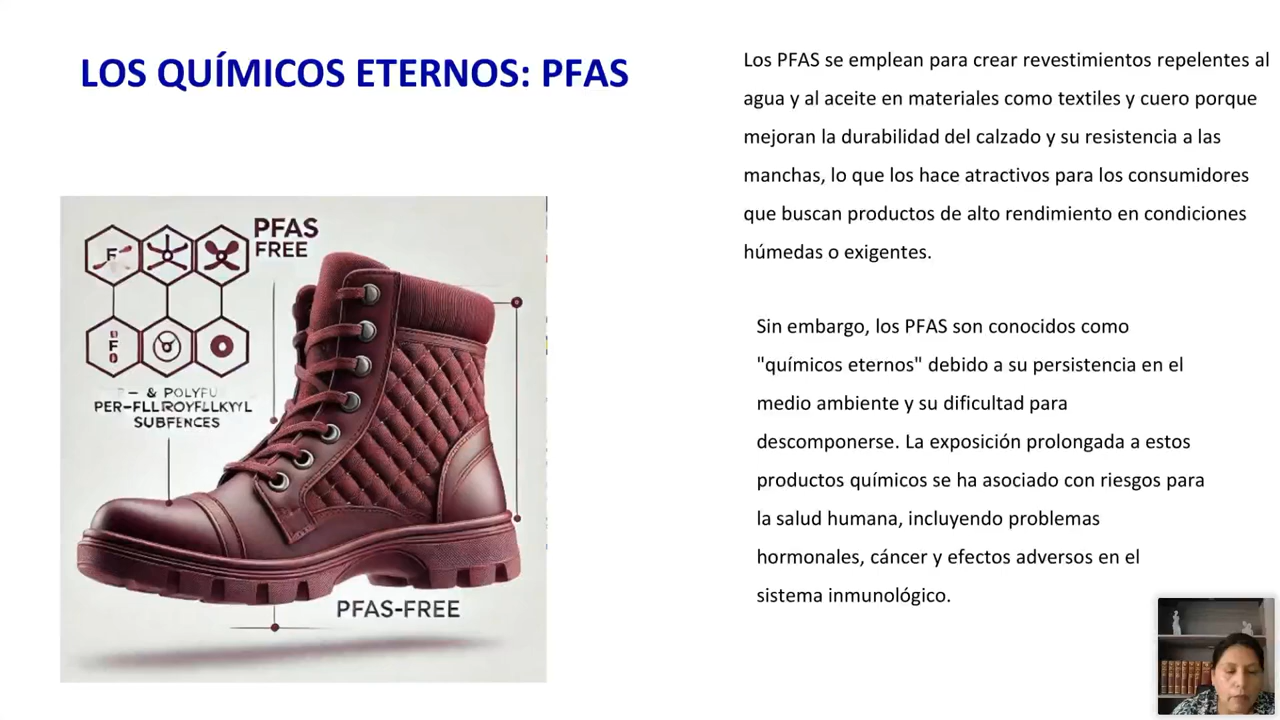 LOS QUÍMICOS ETERNOS: PFAS
Los PFAS se emplean para crear revestimientos repelentes al
agua y al aceite en materiales como textiles y cuero porque
mejoran la durabilidad del calzado y su resistencia a las
manchas, lo que los hace atractivos para los consumidores
que buscan productos de alto rendimiento en condiciones
húmedas o exigentes.
Sin embargo, los PFAS son conocidos como
"químicos eternos" debido a su persistencia en el
medio ambiente y su dificultad para
descomponerse. La exposición prolongada a estos
productos químicos se ha asociado con riesgos para
la salud humana, incluyendo problemas
hormonales, cáncer y efectos adversos en el
sistema inmunológico.
PFAS
FREE
F
F
& POLYFU
SUBFENCES
PFAS-FREE